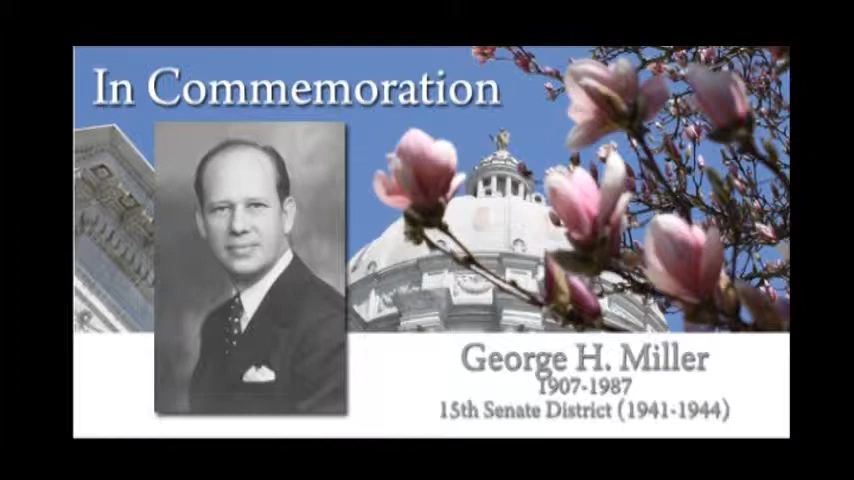 In Commemoration
George H. Miller
1907-1987
15th Senate District (1941-1944)